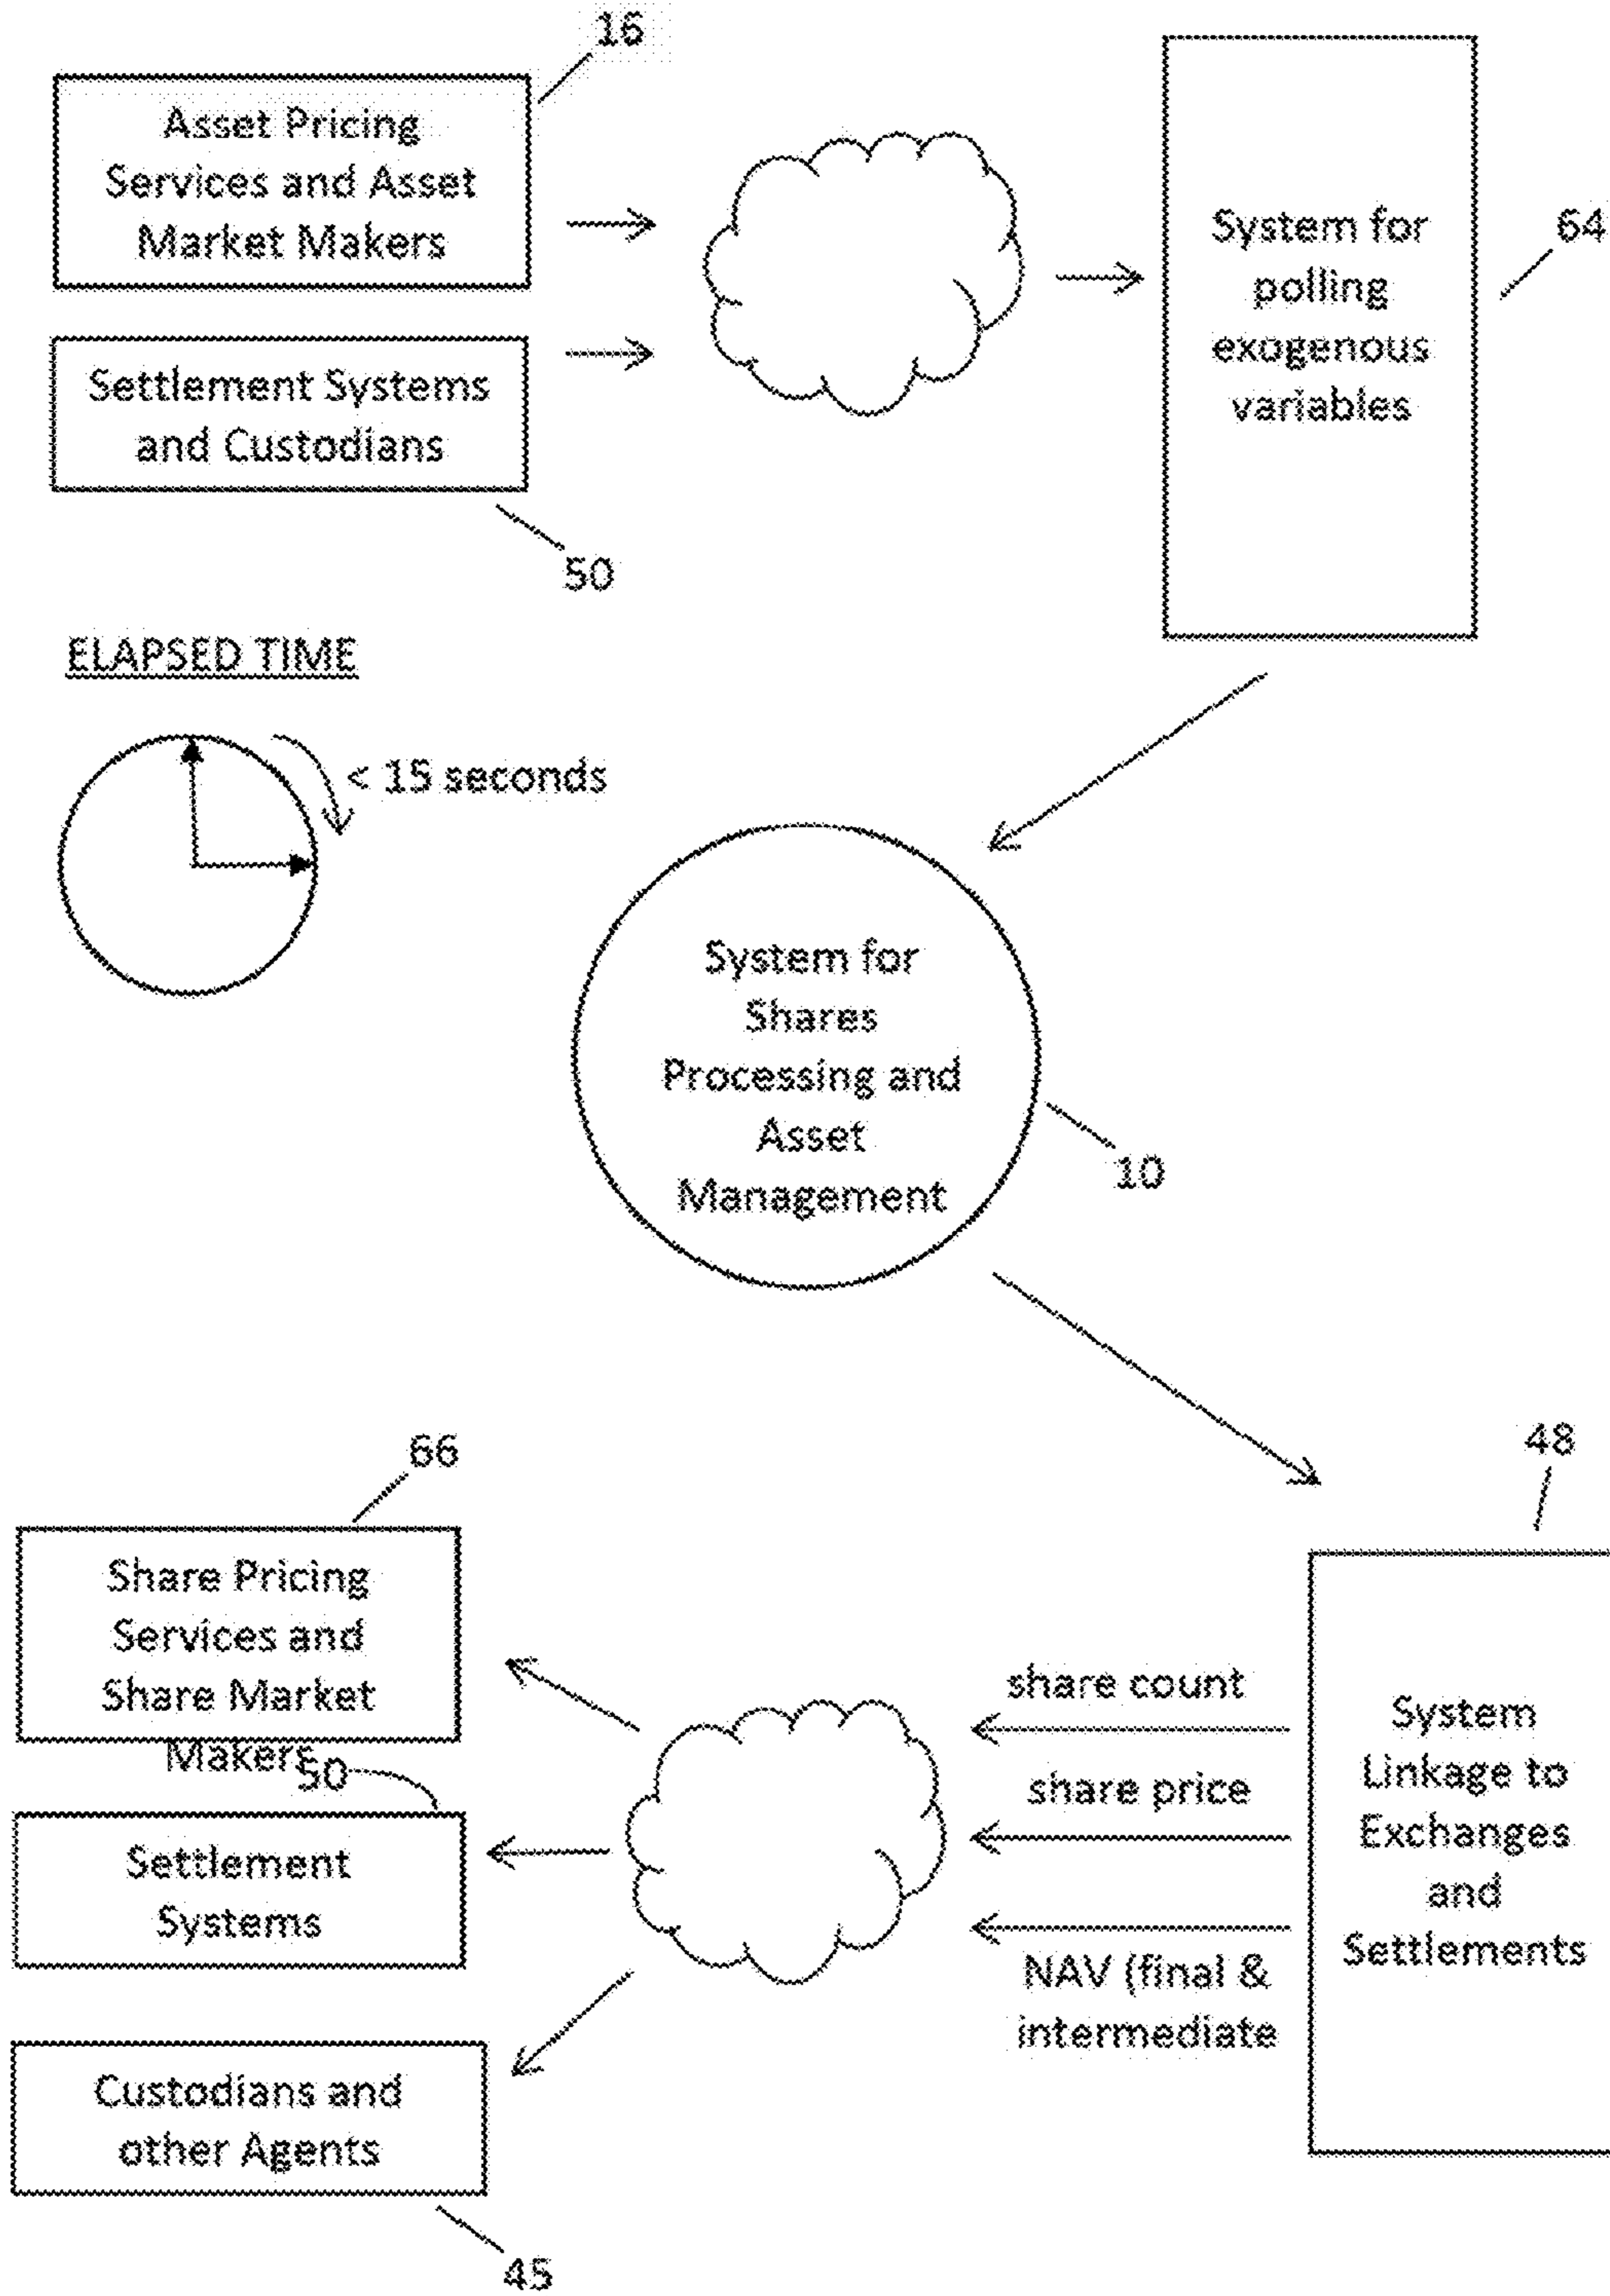 16
Asset Pricing
Services and Asset
Market Makers
System for
polling
exogenous
variables
64
Settlement Systems
and Custodians
50
ELAPSED TIME
< 15 seconds
System for
Shares
Processing and
Asset
Management
10
48
66
Share Pricing
Services and
Share Market
Makers
50
Settlement
Systems
Custodians and
other Agents
45
share count
share price
NAV (final &
intermediate
System
Linkage to
Exchanges
and
Settlements